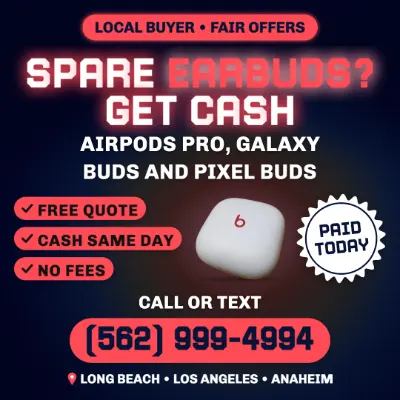 LOCAL BUYER • FAIR OFFERS
SPARE EARBUDS?
GET CASH
AIRPODS PRO, GALAXY
BUDS AND PIXEL BUDS
FREE QUOTE
CASH SAME DAY
NO FEES
b
PAID
TODAY
CALL OR TEXT
(562) 999-4994
LONG BEACH • LOS ANGELES • ANAHEIM